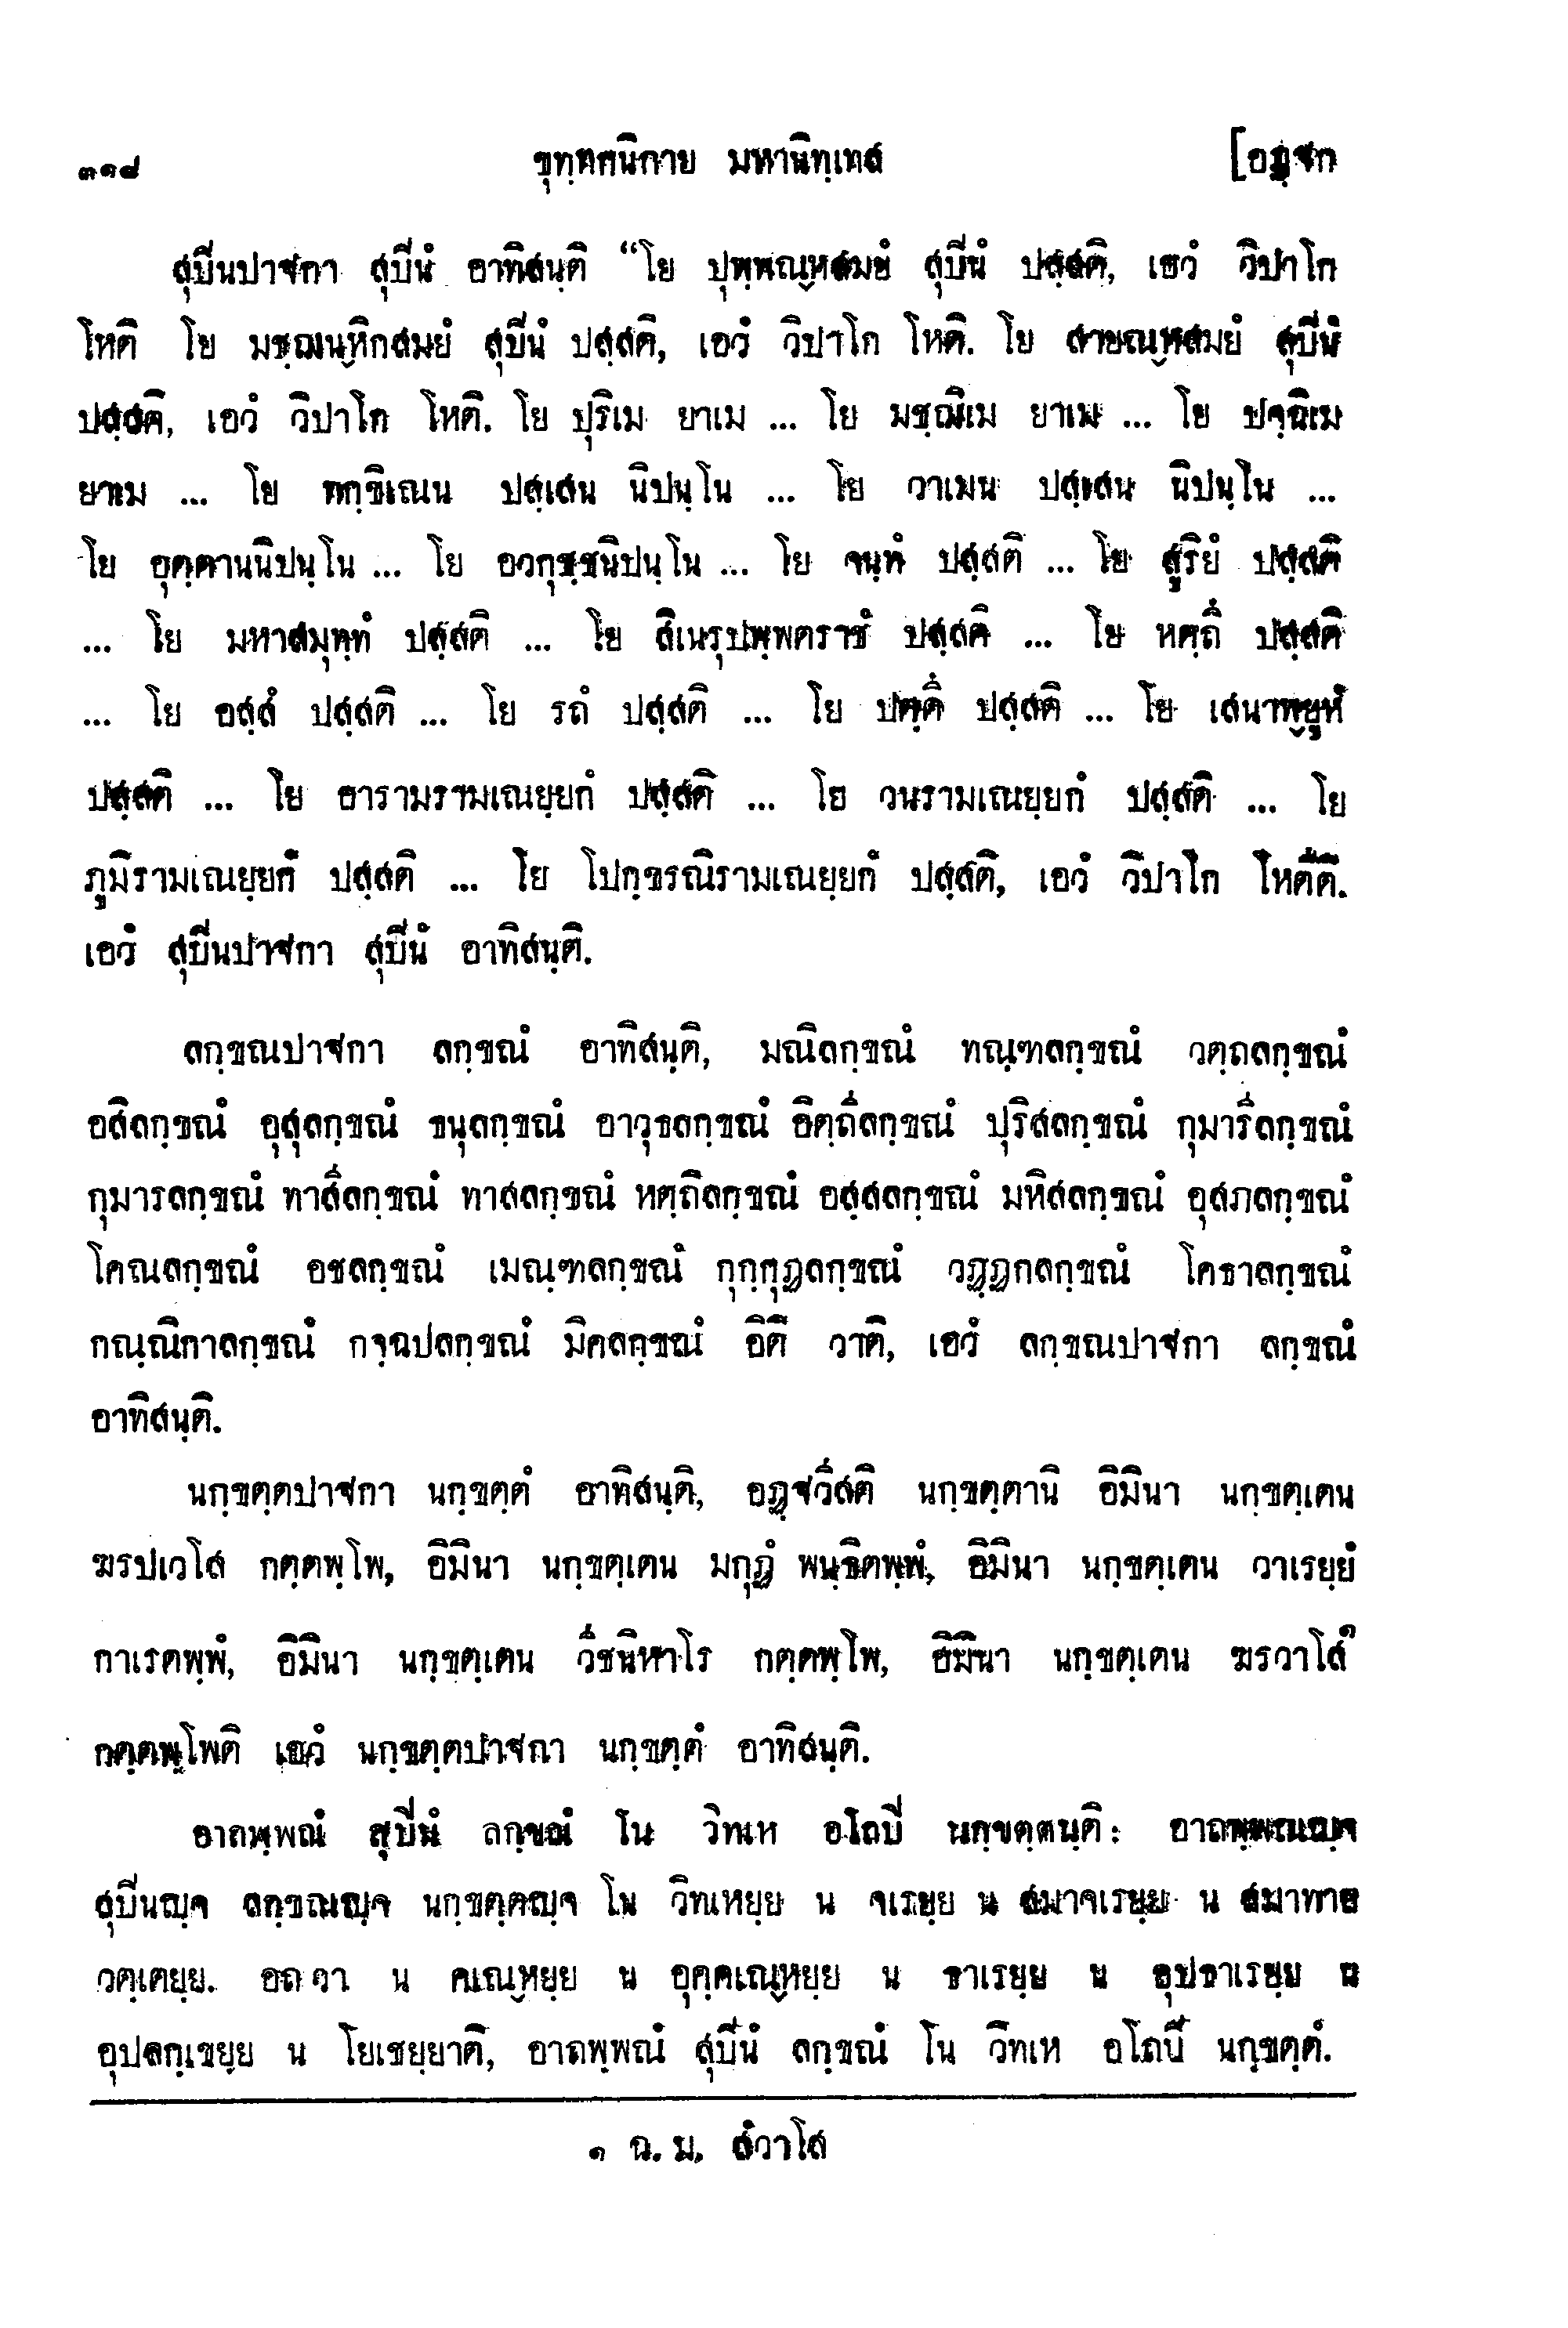 ๓๑๘ ขุทฺทกนิกาย มหานิทฺเทส [อฏฺฐก
สุปินปาฐกา สุปินํ อาทิสนฺติ “โย ปุพฺพณฺหสมยํ สุปินํ ปสฺสติ, เอวํ วิปาโก
โหติ โย มชฺฌนฺหิกสมยํ สุปินํ ปสฺสติ, เอวํ วิปาโก โหติ. โย สายณฺหสมยํ สุปินํ
ปสฺสติ, เอวํ วิปาโก โหติ. โย ปุริเม ยาเม ... โย มชฺฌิเม ยาเม ... โย ปจฺฉิเม
ยาเม ... โย ทกฺขิเณน ปสฺเสน นิปนฺโน ... โย วาเมน ปสฺเสน นิปนฺโน ...
โย อุตฺตานนิปนฺโน ... โย อวกุชฺชนิปนฺโน ... โย จนฺทํ ปสฺสติ ... โย สูริยํ ปสฺสติ
... โย มหาสมุทฺทํ ปสฺสติ ... โย สิเนรุปพฺพตราชํ ปสฺสติ ... โย หตฺถึ ปสฺสติ
... โย อสฺสํ ปสฺสติ ... โย รถํ ปสฺสติ ... โย ปตฺตึ ปสฺสติ ... โย เสนาพฺยูหํ
ปสฺสติ ... โย อารามรามเณยฺยกํ ปสฺสติ ... โย วนรามเณยฺยกํ ปสฺสติ ... โย
ภูมิรามเณยฺยกํ ปสฺสติ ... โย โปกฺขรณิรามเณยฺยกํ ปสฺสติ, เอวํ วิปาโก โหตีติ.
เอวํ สุปินปาฐกา สุปินํ อาทิสนฺติ.
ลกฺขณปาฐกา ลกฺขณํ อาทิสนฺติ, มณิลกฺขณํ ทณฺฑลกฺขณํ วตฺถลกฺขณํ
อสิลกฺขณํ อุสุลกฺขณํ ธนุลกฺขณํ อาวุธลกฺขณํ อิตฺถีลกฺขณํ ปุริสลกฺขณํ กุมารีลกฺขณํ
กุมารลกฺขณํ ทาสีลกฺขณํ ทาสลกฺขณํ หตฺถิลกฺขณํ อสฺสลกฺขณํ มหิสลกฺขณํ อุสภลกฺขณํ
โคณลกฺขณํ อชลกฺขณํ เมณฺฑลกฺขณํ กุกฺกุฏลกฺขณํ วฏฺฏกลกฺขณํ โคธาลกฺขณํ
กณฺณิกาลกฺขณํ กจฺฉปลกฺขณํ มิคลกฺขณํ อิติ วาติ, เอวํ ลกฺขณปาฐกา ลกฺขณํ
อาทิสนฺติ.
นกฺขตฺตปาฐกา นกฺขตฺตํ อาทิสนฺติ, อฏฺฐวีสติ นกฺขตฺตานิ อิมินา นกฺขตฺเตน
ฆรปเวโส กตฺตพฺโพ, อิมินา นกฺขตฺเตน มกุฏํ พนฺธิตพฺพํ, อิมินา นกฺขตฺเตน วาเรยฺยํ
กาเรตพฺพํ, อิมินา นกฺขตฺเตน วีชนิหาโร กตฺตพฺโพ, อิมินา นกฺขตฺเตน ฆรวาโส๑
กตฺตพฺโพติ เอวํ นกฺขตฺตปาฐกา นกฺขตฺตํ อาทิสนฺติ.
อาถพฺพณํ สุปินํ ลกฺขณํ โน วิทเห อโถปิ นกฺขตฺตนฺติ: อาถพฺพณญฺจ
สุปินญฺจ ลกฺขณญฺจ นกฺขตฺตญฺจ โน วิทเหยฺย น จเรยฺย น สมาจเรยฺย น สมาทาย
วตฺเตยฺย. อถ วา น คเณฺหยฺย น อุคฺคเณฺหยฺย น ธาเรยฺย น อุปธาเรยฺย น
อุปลกฺเขยฺย น โยเชยฺยาติ, อาถพฺพณํ สุปินํ ลกฺขณํ โน วิทเห อโถปิ นกฺขตฺตํ.
๑ ฉ. ม. สํวาโส